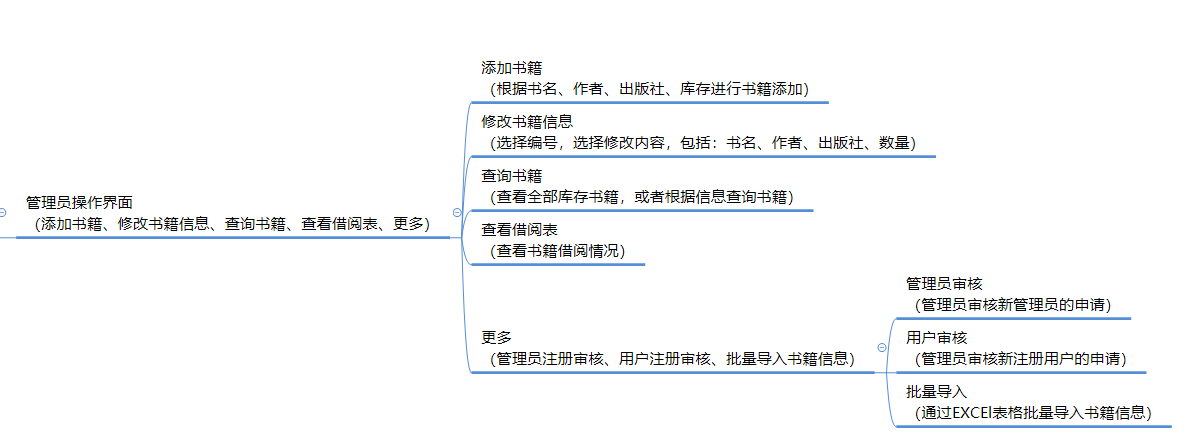 添加书籍
（根据书名、作者、出版社、库存进行书籍添加）
修改书籍信息
（选择编号，选择修改内容，包括：书名、作者、出版社、数量）
查询书籍
（查看全部库存书籍，或者根据信息查询书籍）
管理员操作界面
（添加书籍、修改书籍信息、查询书籍、查看借阅表、更多）
查看借阅表
（查看书籍借阅情况）
更多
（管理员注册审核、用户注册审核、批量导入书籍信息）
管理员审核
（管理员审核新管理员的申请）
用户审核
（管理员审核新注册用户的申请）
批量导入
（通过EXCEl表格批量导入书籍信息）